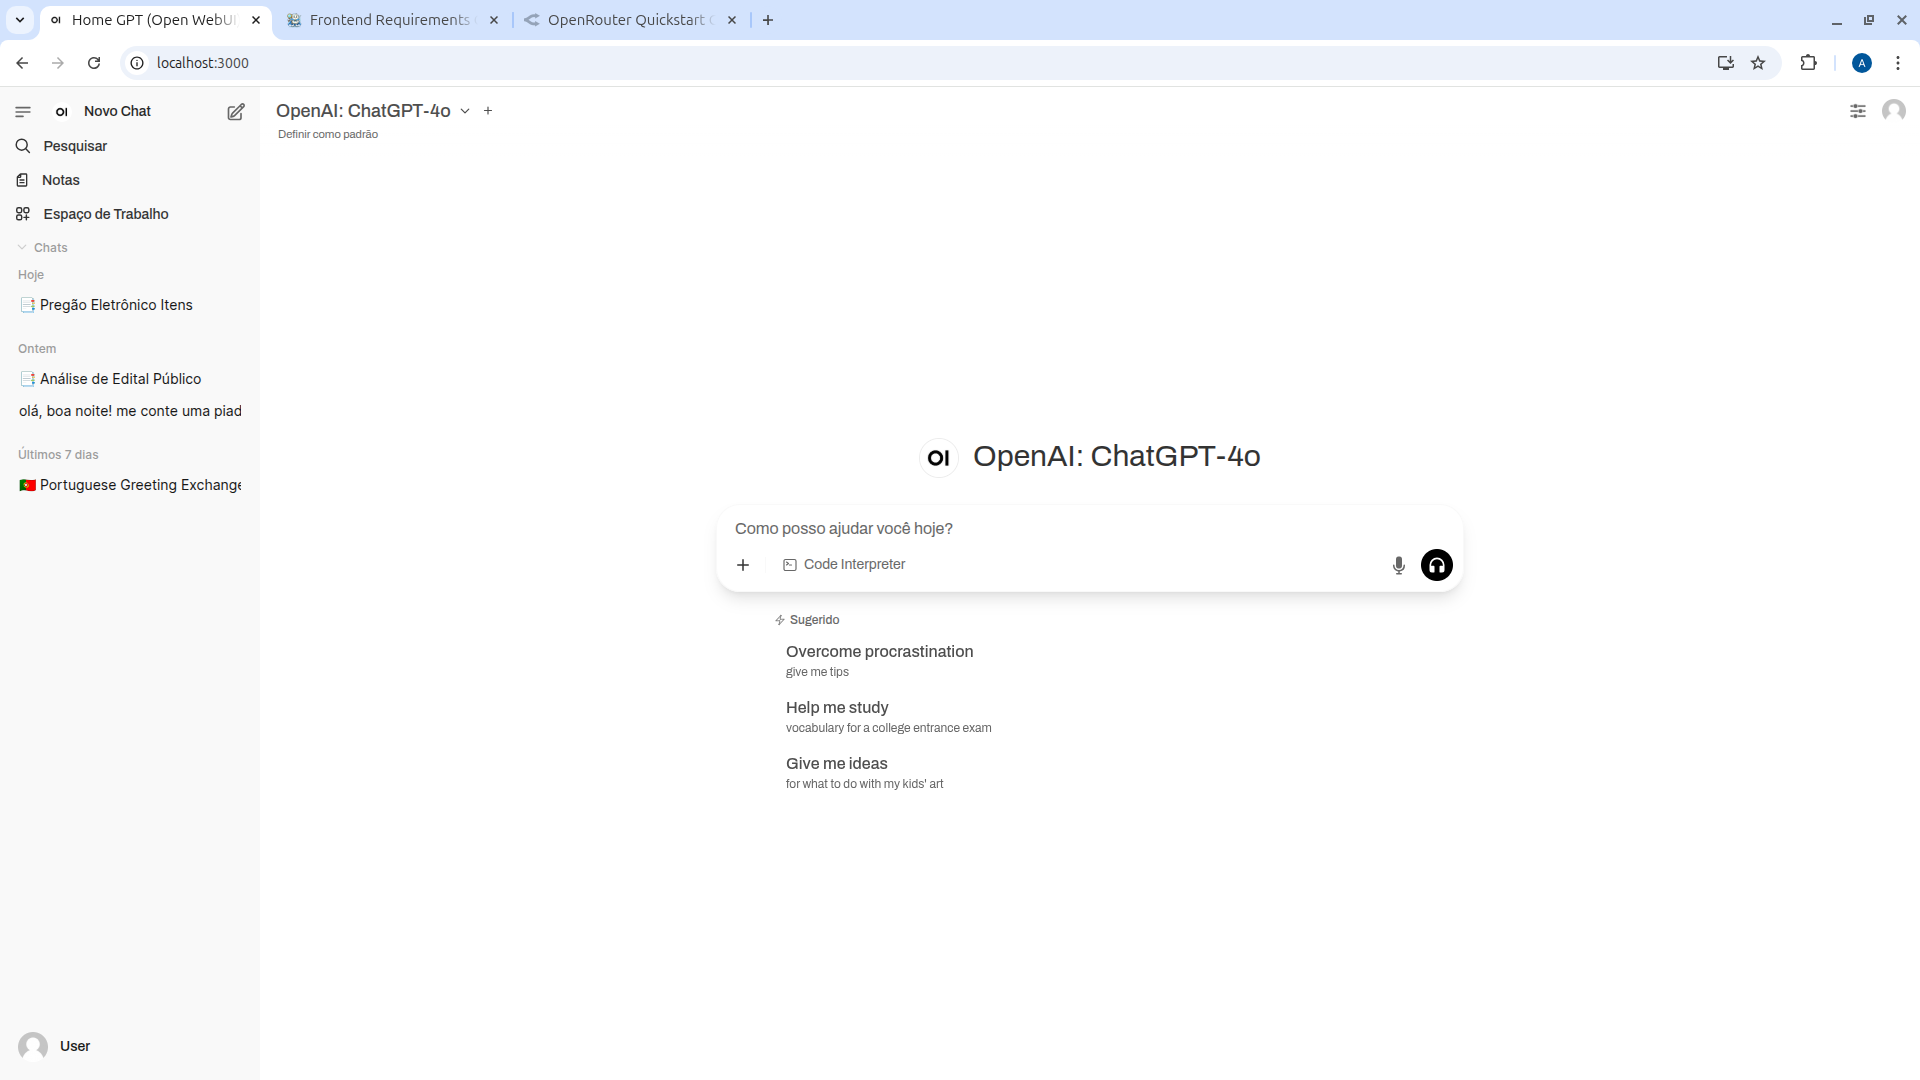 Home GPT (Open WebUI
Frontend Requirements
OpenRouter Quickstart
localhost:3000
A
OI Novo Chat
Pesquisar
Notas
Espaço de Trabalho
Chats
Hoje
Pregão Eletrônico Itens
Ontem
Análise de Edital Público
olá, boa noite! me conte uma piad
Últimos 7 dias
Portuguese Greeting Exchange
User
OpenAI: ChatGPT-4o
Definir como padrão
OI OpenAI: ChatGPT-4o
Como posso ajudar você hoje?
Code Interpreter
Sugerido
Overcome procrastination
give me tips
Help me study
vocabulary for a college entrance exam
Give me ideas
for what to do with my kids' art